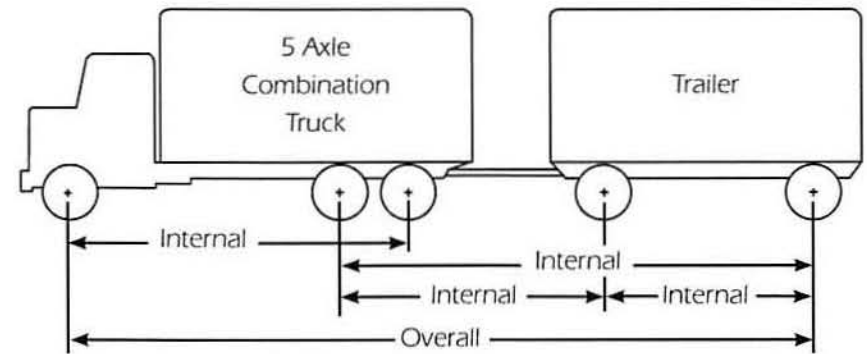 5 Axle
Combination
Truck
Trailer
Internal
Internal
Internal
Internal
Overall